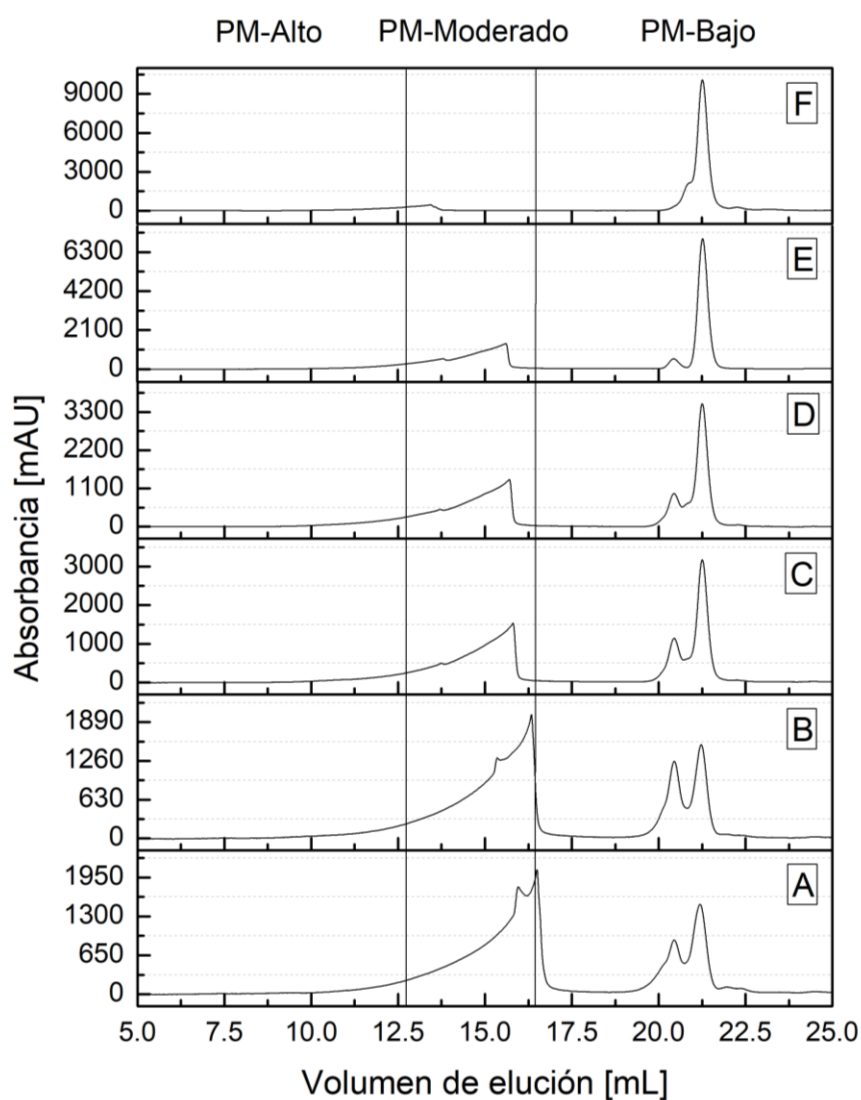 PM-Alto PM-Moderado PM-Bajo
9000
6000
3000
0
F
6300
4200
2100
0
E
3300
2200
1100
0
D
3000
2000
1000
0
C
1890
1260
630
0
B
1950
1300
650
0
A
5.0 7.5 10.0 12.5 15.0 17.5 20.0 22.5 25.0
Absorbancia [mAU]
Volumen de elución [mL]